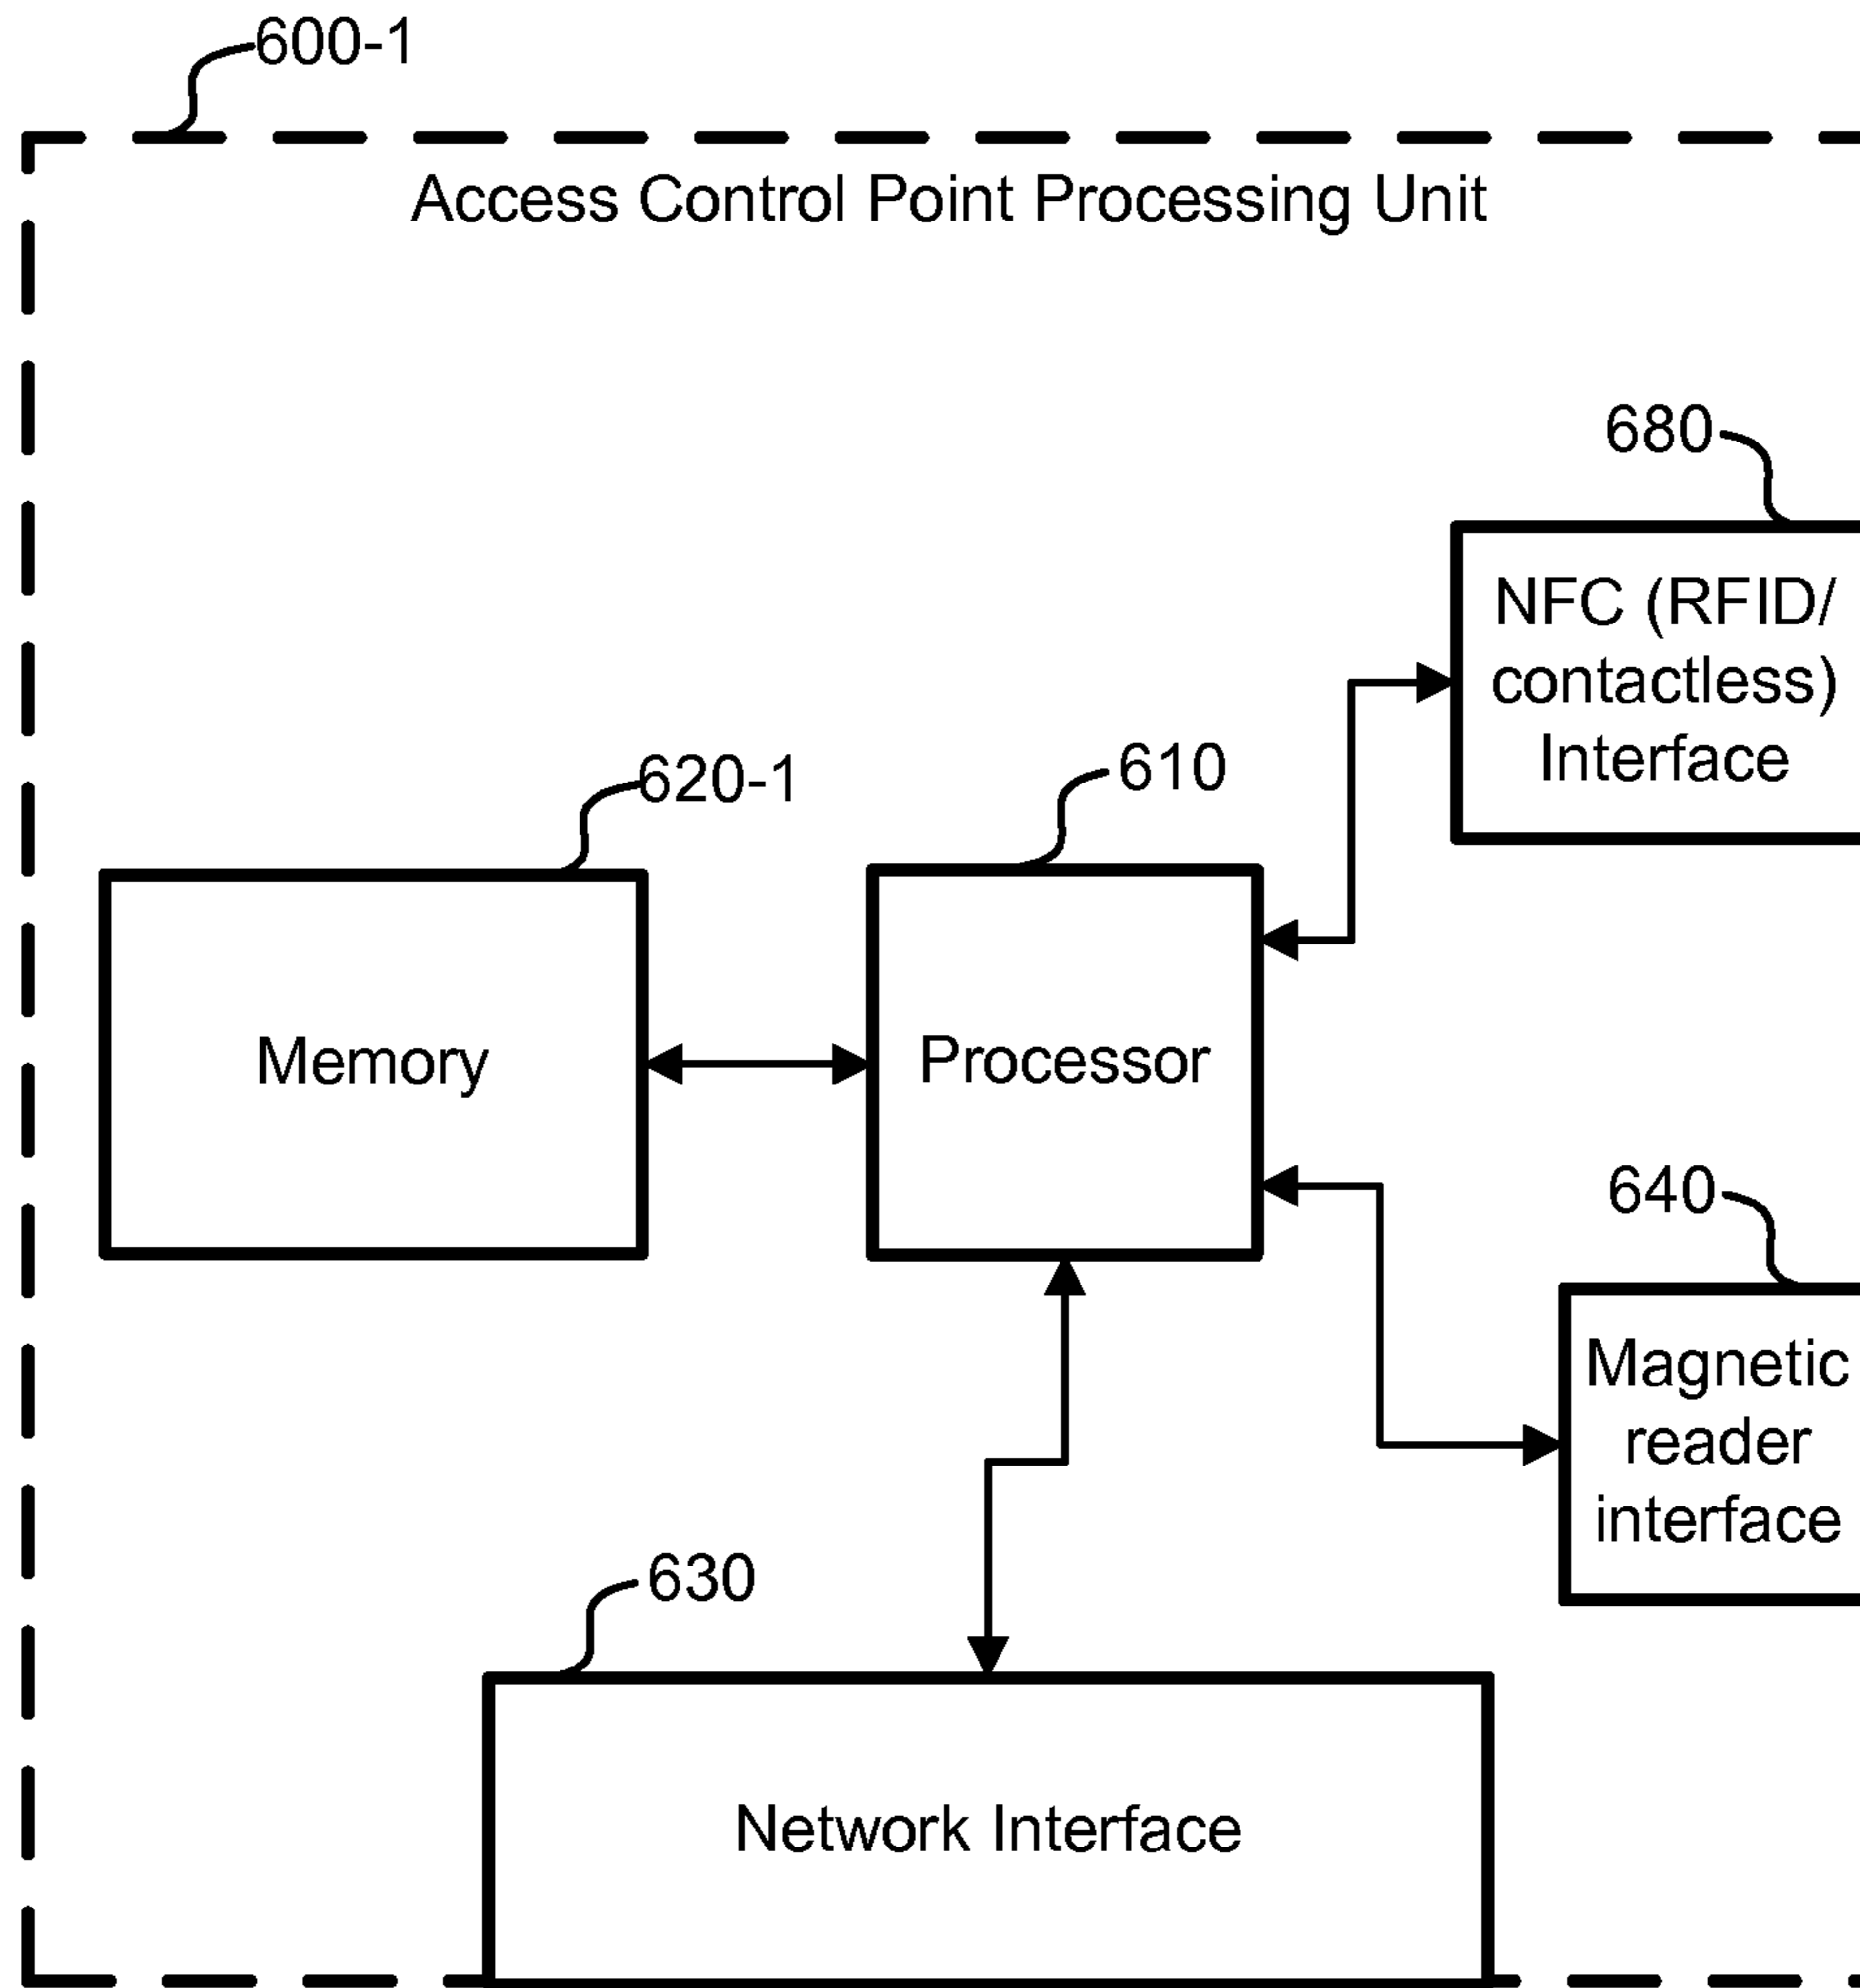 600-1
Access Control Point Processing Unit
680
NFC (RFID/
contactless)
Interface
620-1
610
Memory
Processor
640
Magnetic
reader
interface
630
Network Interface